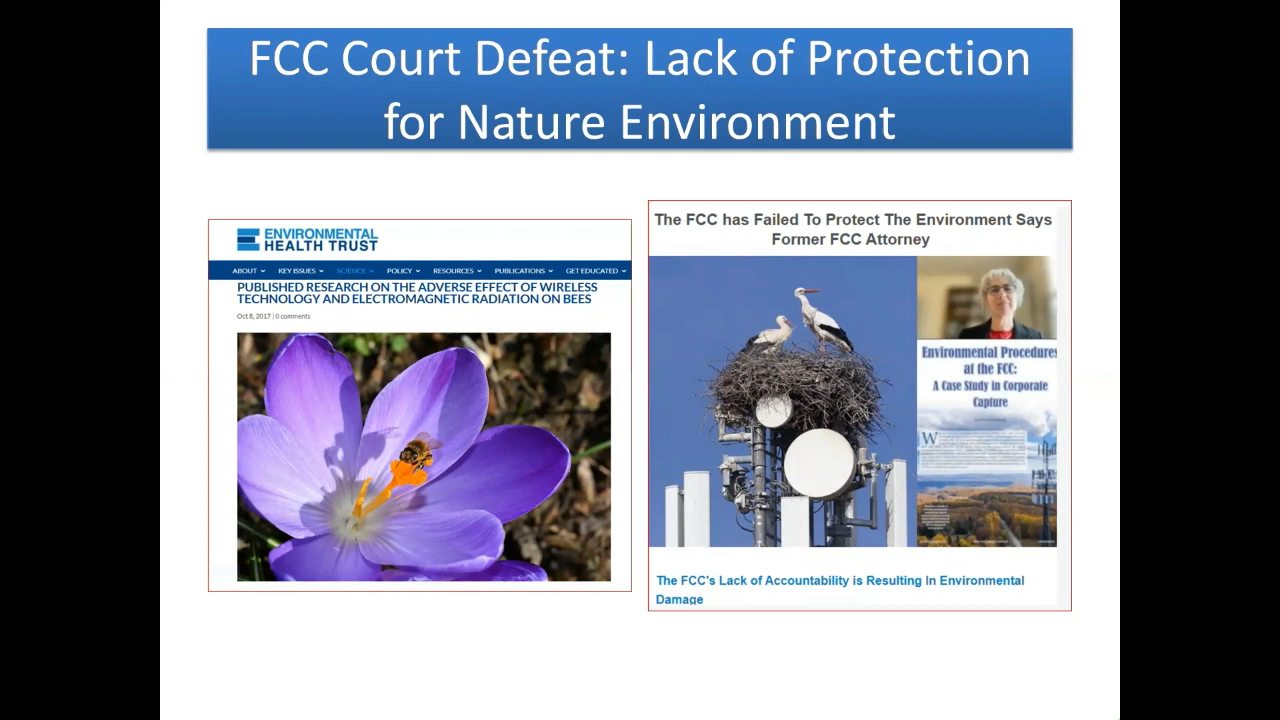 FCC Court Defeat: Lack of Protection
for Nature Environment
ENVIRONMENTAL
HEALTH TRUST
ABOUT KEY ISSUES SCIENCE POLICY RESOURCES PUBLICATIONS GET EDUCATED
PUBLISHED RESEARCH ON THE ADVERSE EFFECT OF WIRELESS
TECHNOLOGY AND ELECTROMAGNETIC RADIATION ON BEES
Oct 8, 2017 | 0 comments
The FCC has Failed To Protect The Environment Says
Former FCC Attorney
Environmental Procedures
at the FCC:
A Case Study in Corporate
Capture
W
The FCC's Lack of Accountability is Resulting In Environmental
Damage